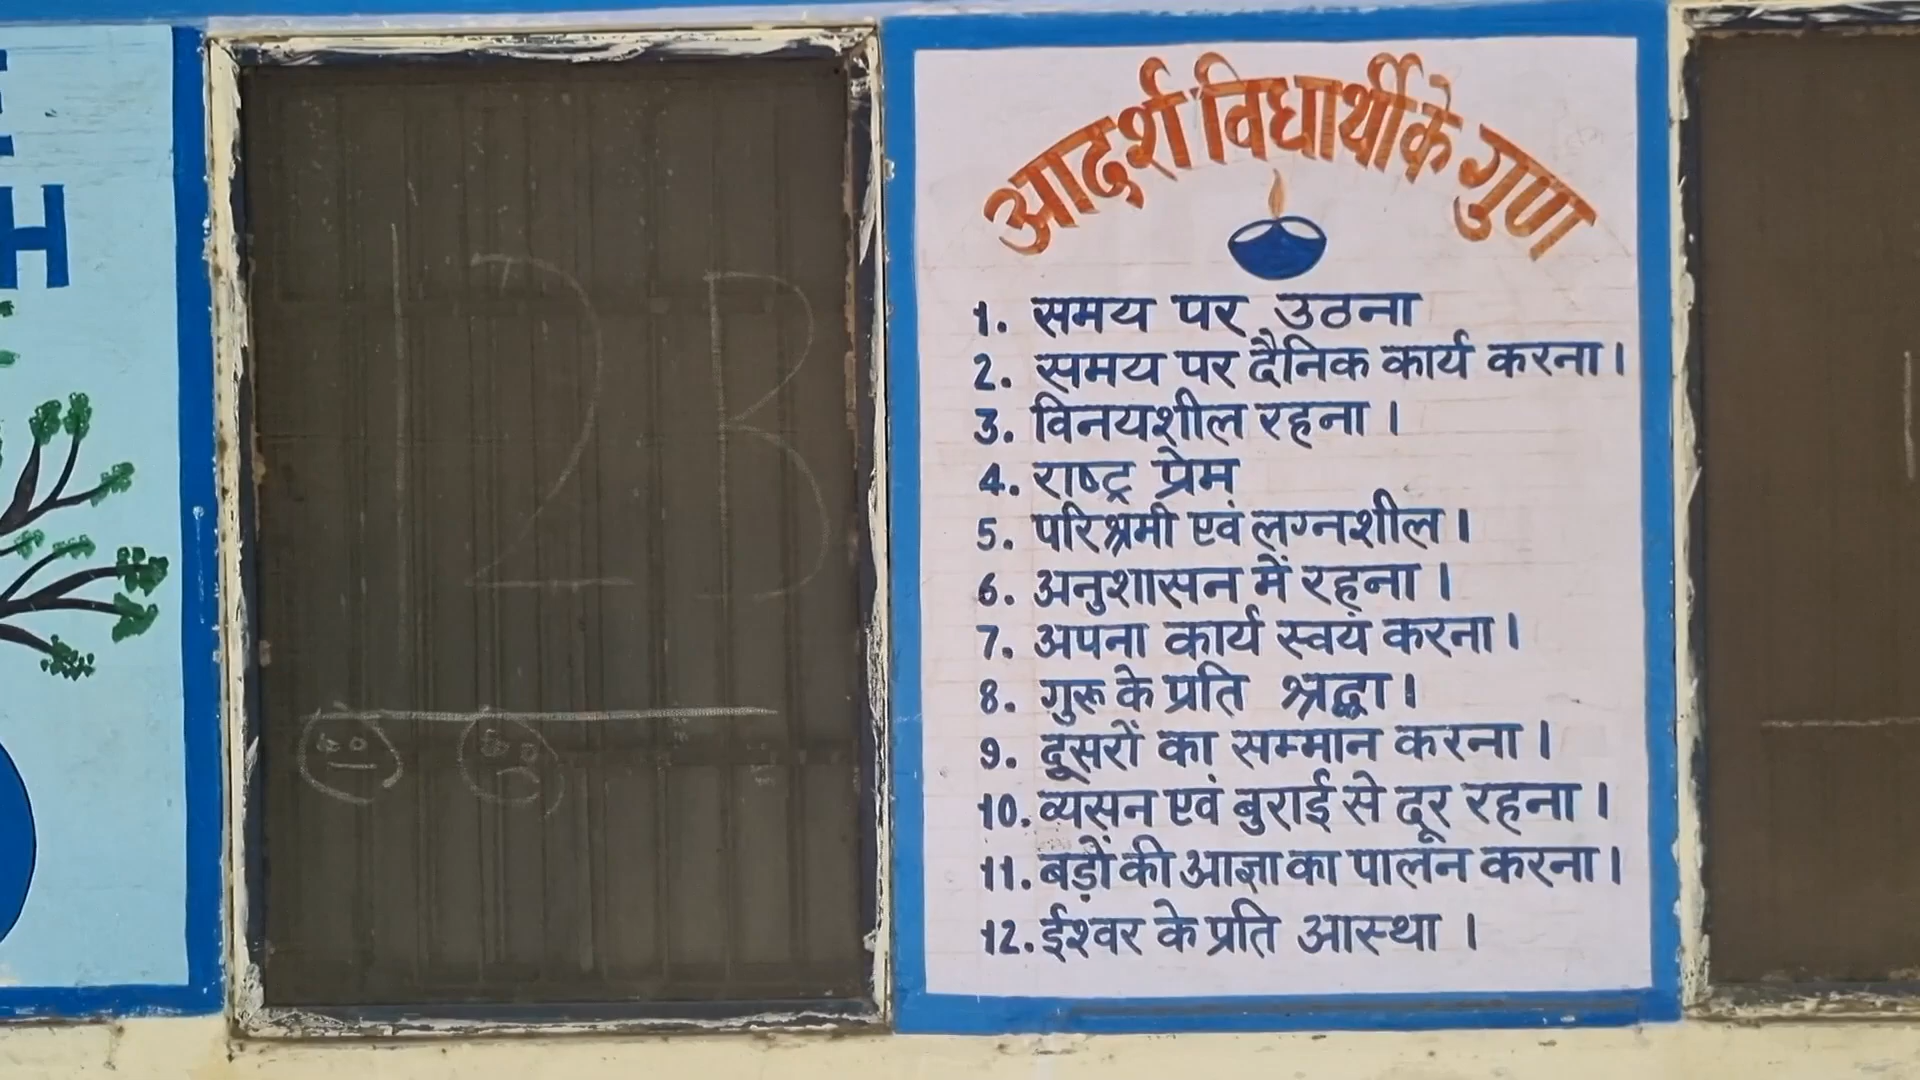 E
H
12B
आदर्श विधार्थी के गुण
1. समय पर उठना
2. समय पर दैनिक कार्य करना।
3. विनयशील रहना।
4. राष्ट्र प्रेम
5. परिश्रमी एवं लग्नशील।
6. अनुशासन में रहना।
7. अपना कार्य स्वयं करना।
8. गुरू के प्रति श्रद्धा।
9. दूसरों का सम्मान करना।
10. व्यसन एवं बुराई से दूर रहना।
11. बड़ों की आज्ञा का पालन करना।
12. ईश्वर के प्रति आस्था।